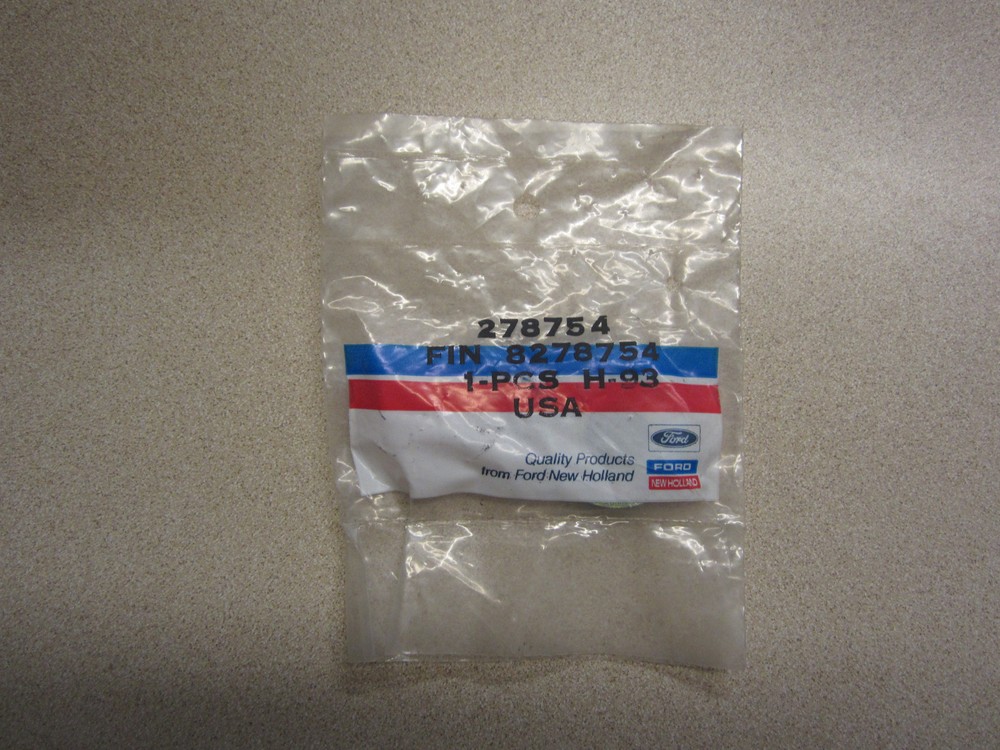 278754
FIN 8278754
1-PCS H-93
USA
Ford
Quality Products
from Ford New Holland
FORD
NEW HOLLAND